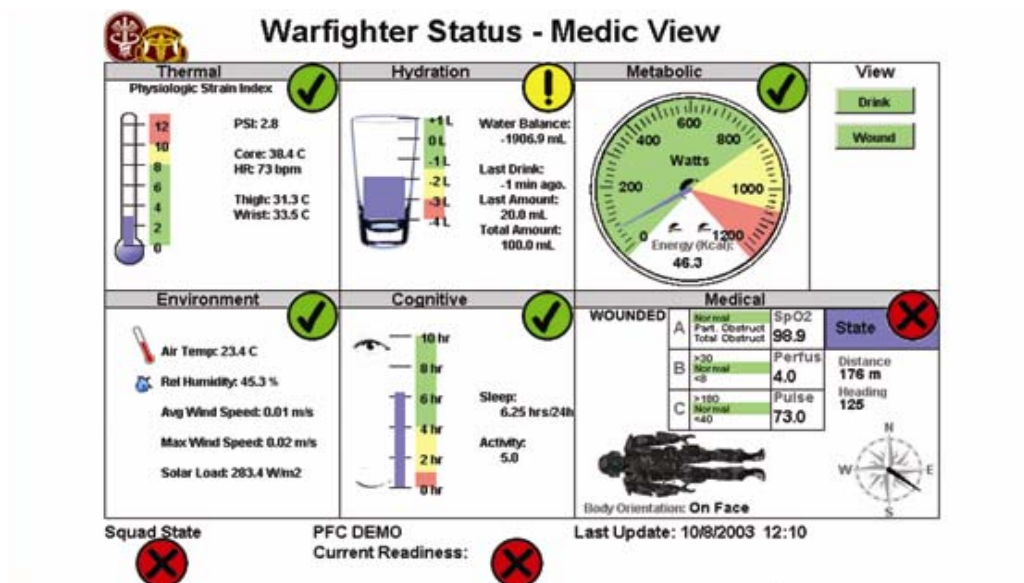 Warfighter Status - Medic View
Thermal
Physiologic Strain Index
12
10
8
6
4
2
0
PSI: 2.8
Core: 38.4 C
HR: 73 bpm
Thigh: 31.3 C
Wrist: 33.5 C
Hydration
+1 L
0 L
-1 L
-2 L
-3 L
-4 L
Water Balance:
-1906.9 mL
Last Drink:
-1 min ago.
Last Amount:
20.0 mL
Total Amount:
100.0 mL
Metabolic
0
200
400
600
800
1000
1200
Watts
Energy (Kcal):
46.3
View
Drink
Wound
Environment
Air Temp: 23.4 C
Rel Humidity: 45.3 %
Avg Wind Speed: 0.01 m/s
Max Wind Speed: 0.02 m/s
Solar Load: 283.4 W/m2
Cognitive
10 hr
8 hr
6 hr
4 hr
2 hr
0 hr
Sleep:
6.25 hrs/24h
Activity:
5.0
Medical
WOUNDED
A
Normal
Part. Obstruct
Total Obstruct
SpO2
98.9
B
>30
Normal
<8
Perfus
4.0
C
>180
Normal
<40
Pulse
73.0
State
Distance
176 m
Heading
125
N
W
E
S
Body Orientation: On Face
Squad State
PFC DEMO
Current Readiness:
Last Update: 10/8/2003 12:10